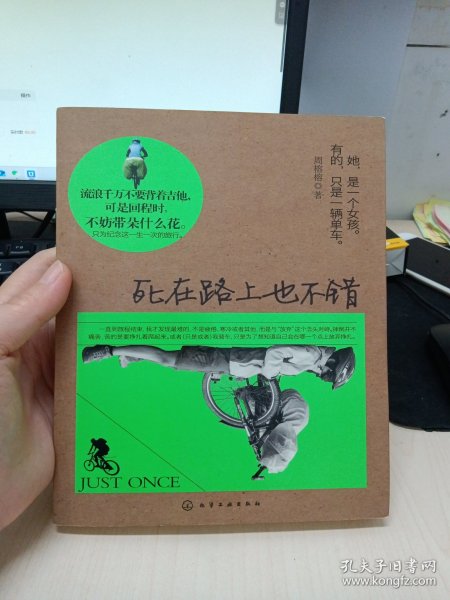 她，是一个女孩。
有的，只是一辆单车。
周榕榕 著
流浪千万不要背着吉他，
可是回程时，
不妨带朵什么花。
只为纪念这一生一次的旅行。
死在路上也不错
JUST ONCE
化学工业出版社
孔夫子旧书网
www.kongfz.com